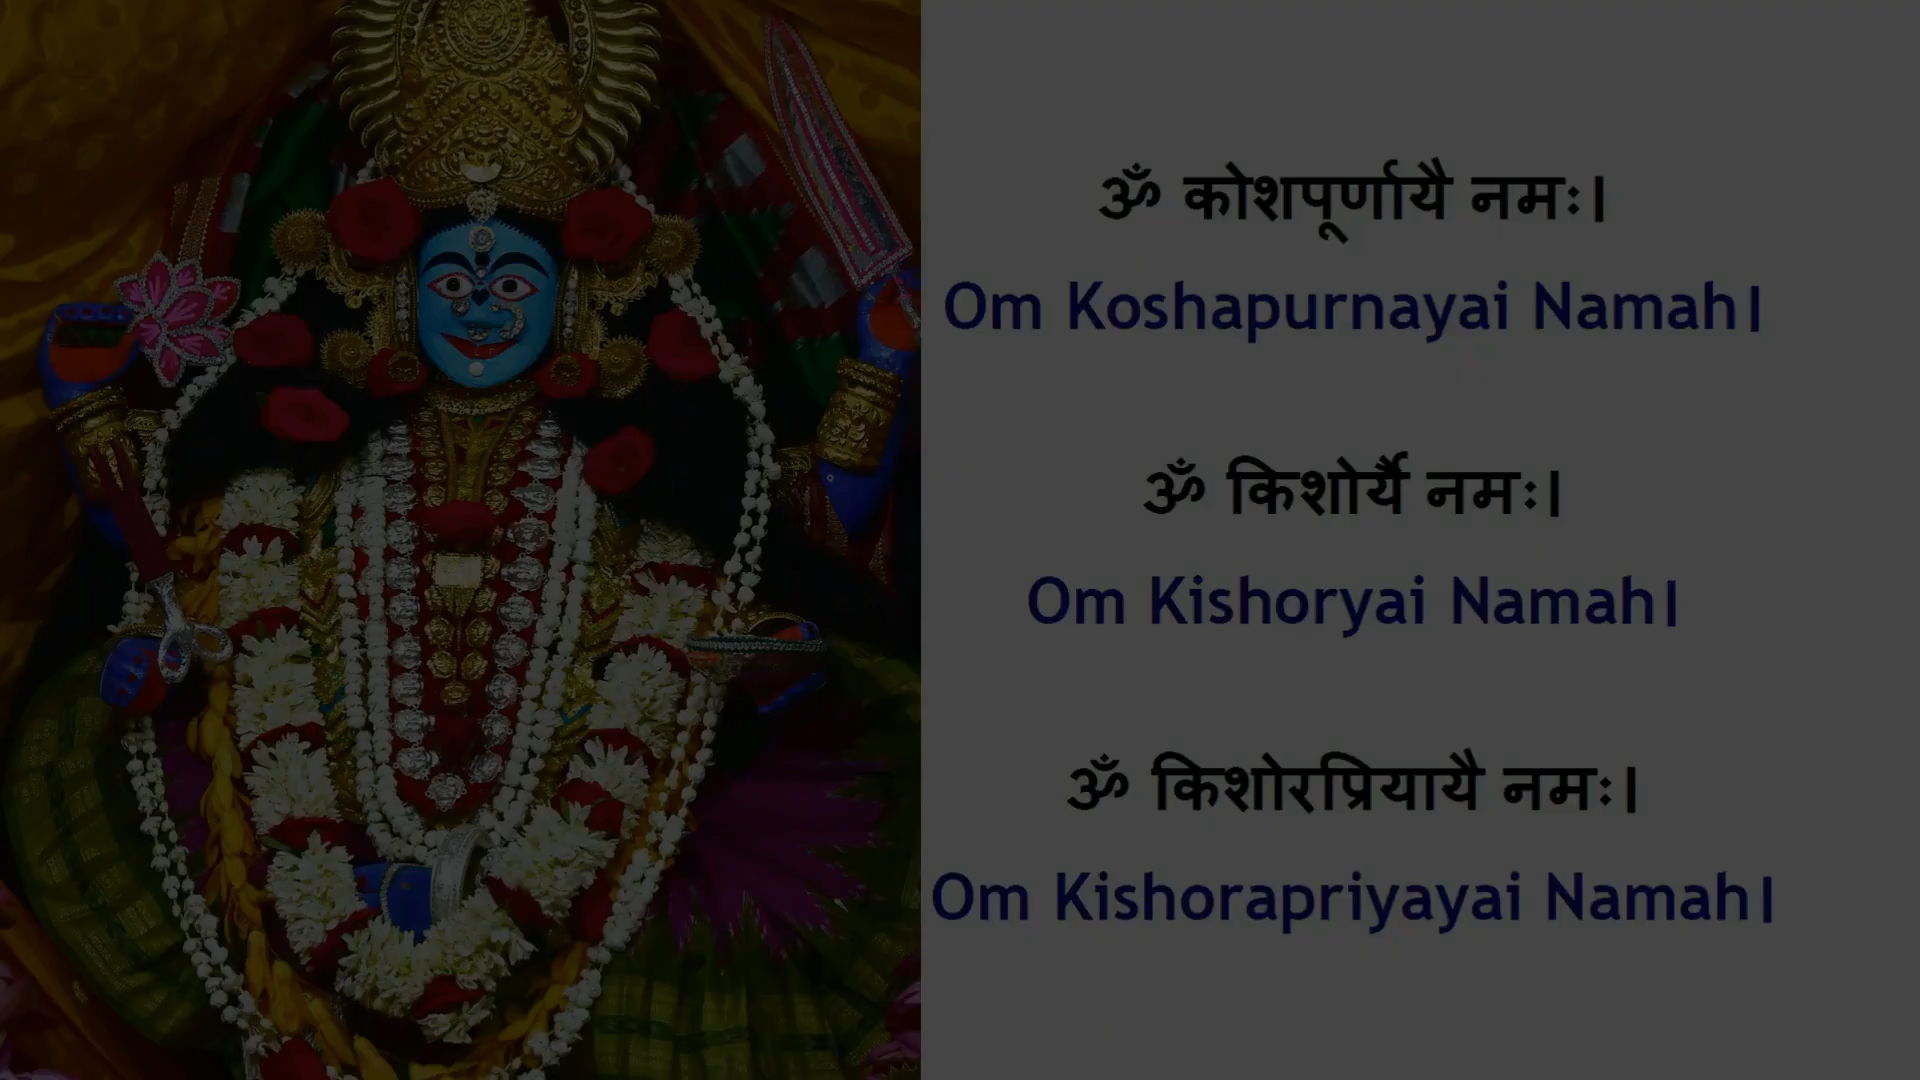 ॐ कोशपूर्णायै नमः।
Om Koshapurnayai Namah।
ॐ किशोर्यै नमः।
Om Kishoryai Namah।
ॐ किशोरप्रियायै नमः।
Om Kishorapriyayai Namah।